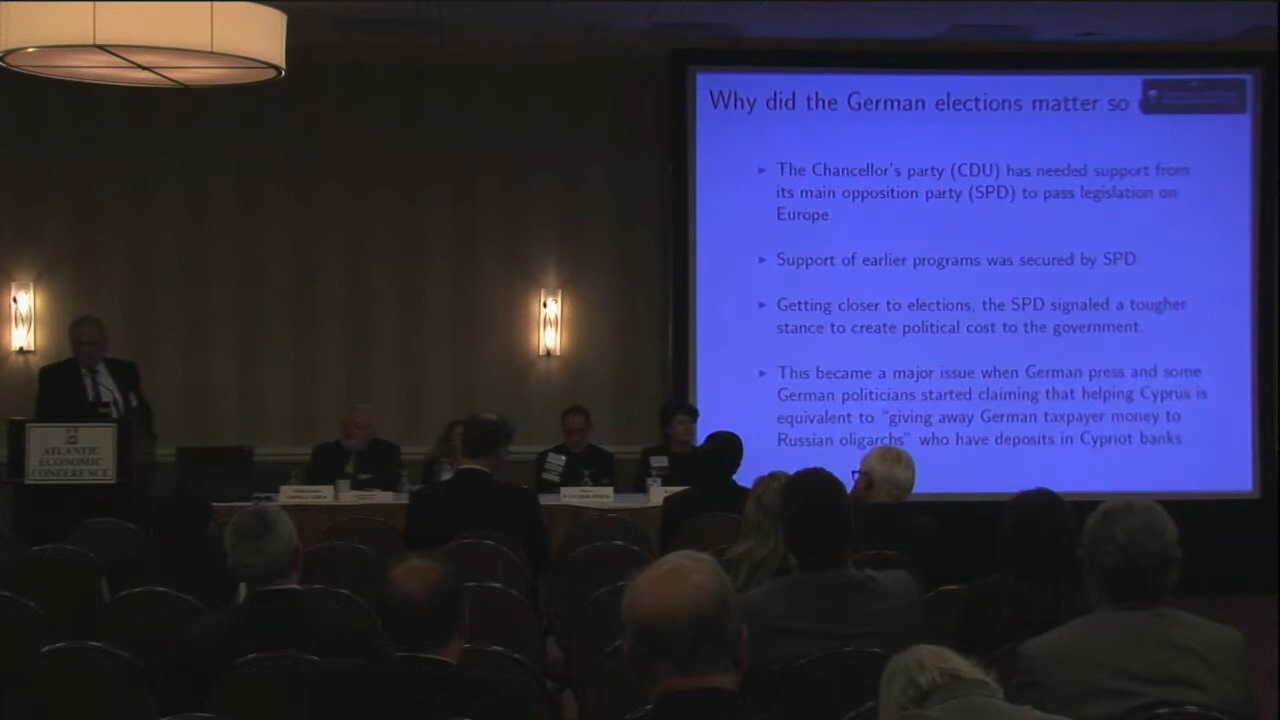 Why did the German elections matter so
► The Chancellor's party (CDU) has needed support from
its main opposition party (SPD) to pass legislation on
Europe.
► Support of earlier programs was secured by SPD.
► Getting closer to elections, the SPD signaled a tougher
stance to create political cost to the government.
► This became a major issue when German press and some
German politicians started claiming that helping Cyprus is
equivalent to "giving away German taxpayer money to
Russian oligarchs" who have deposits in Cypriot banks
ATLANTIC
ECONOMIC
CONFERENCE